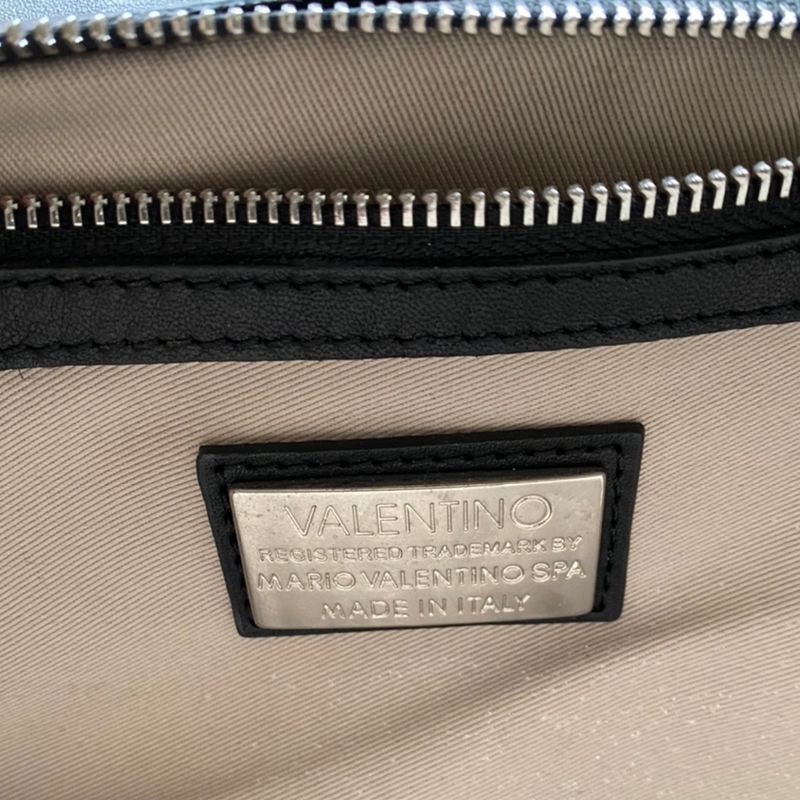 VALENTINO
REGISTERED TRADEMARK BY
MARIO VALENTINO SPA
MADE IN ITALY